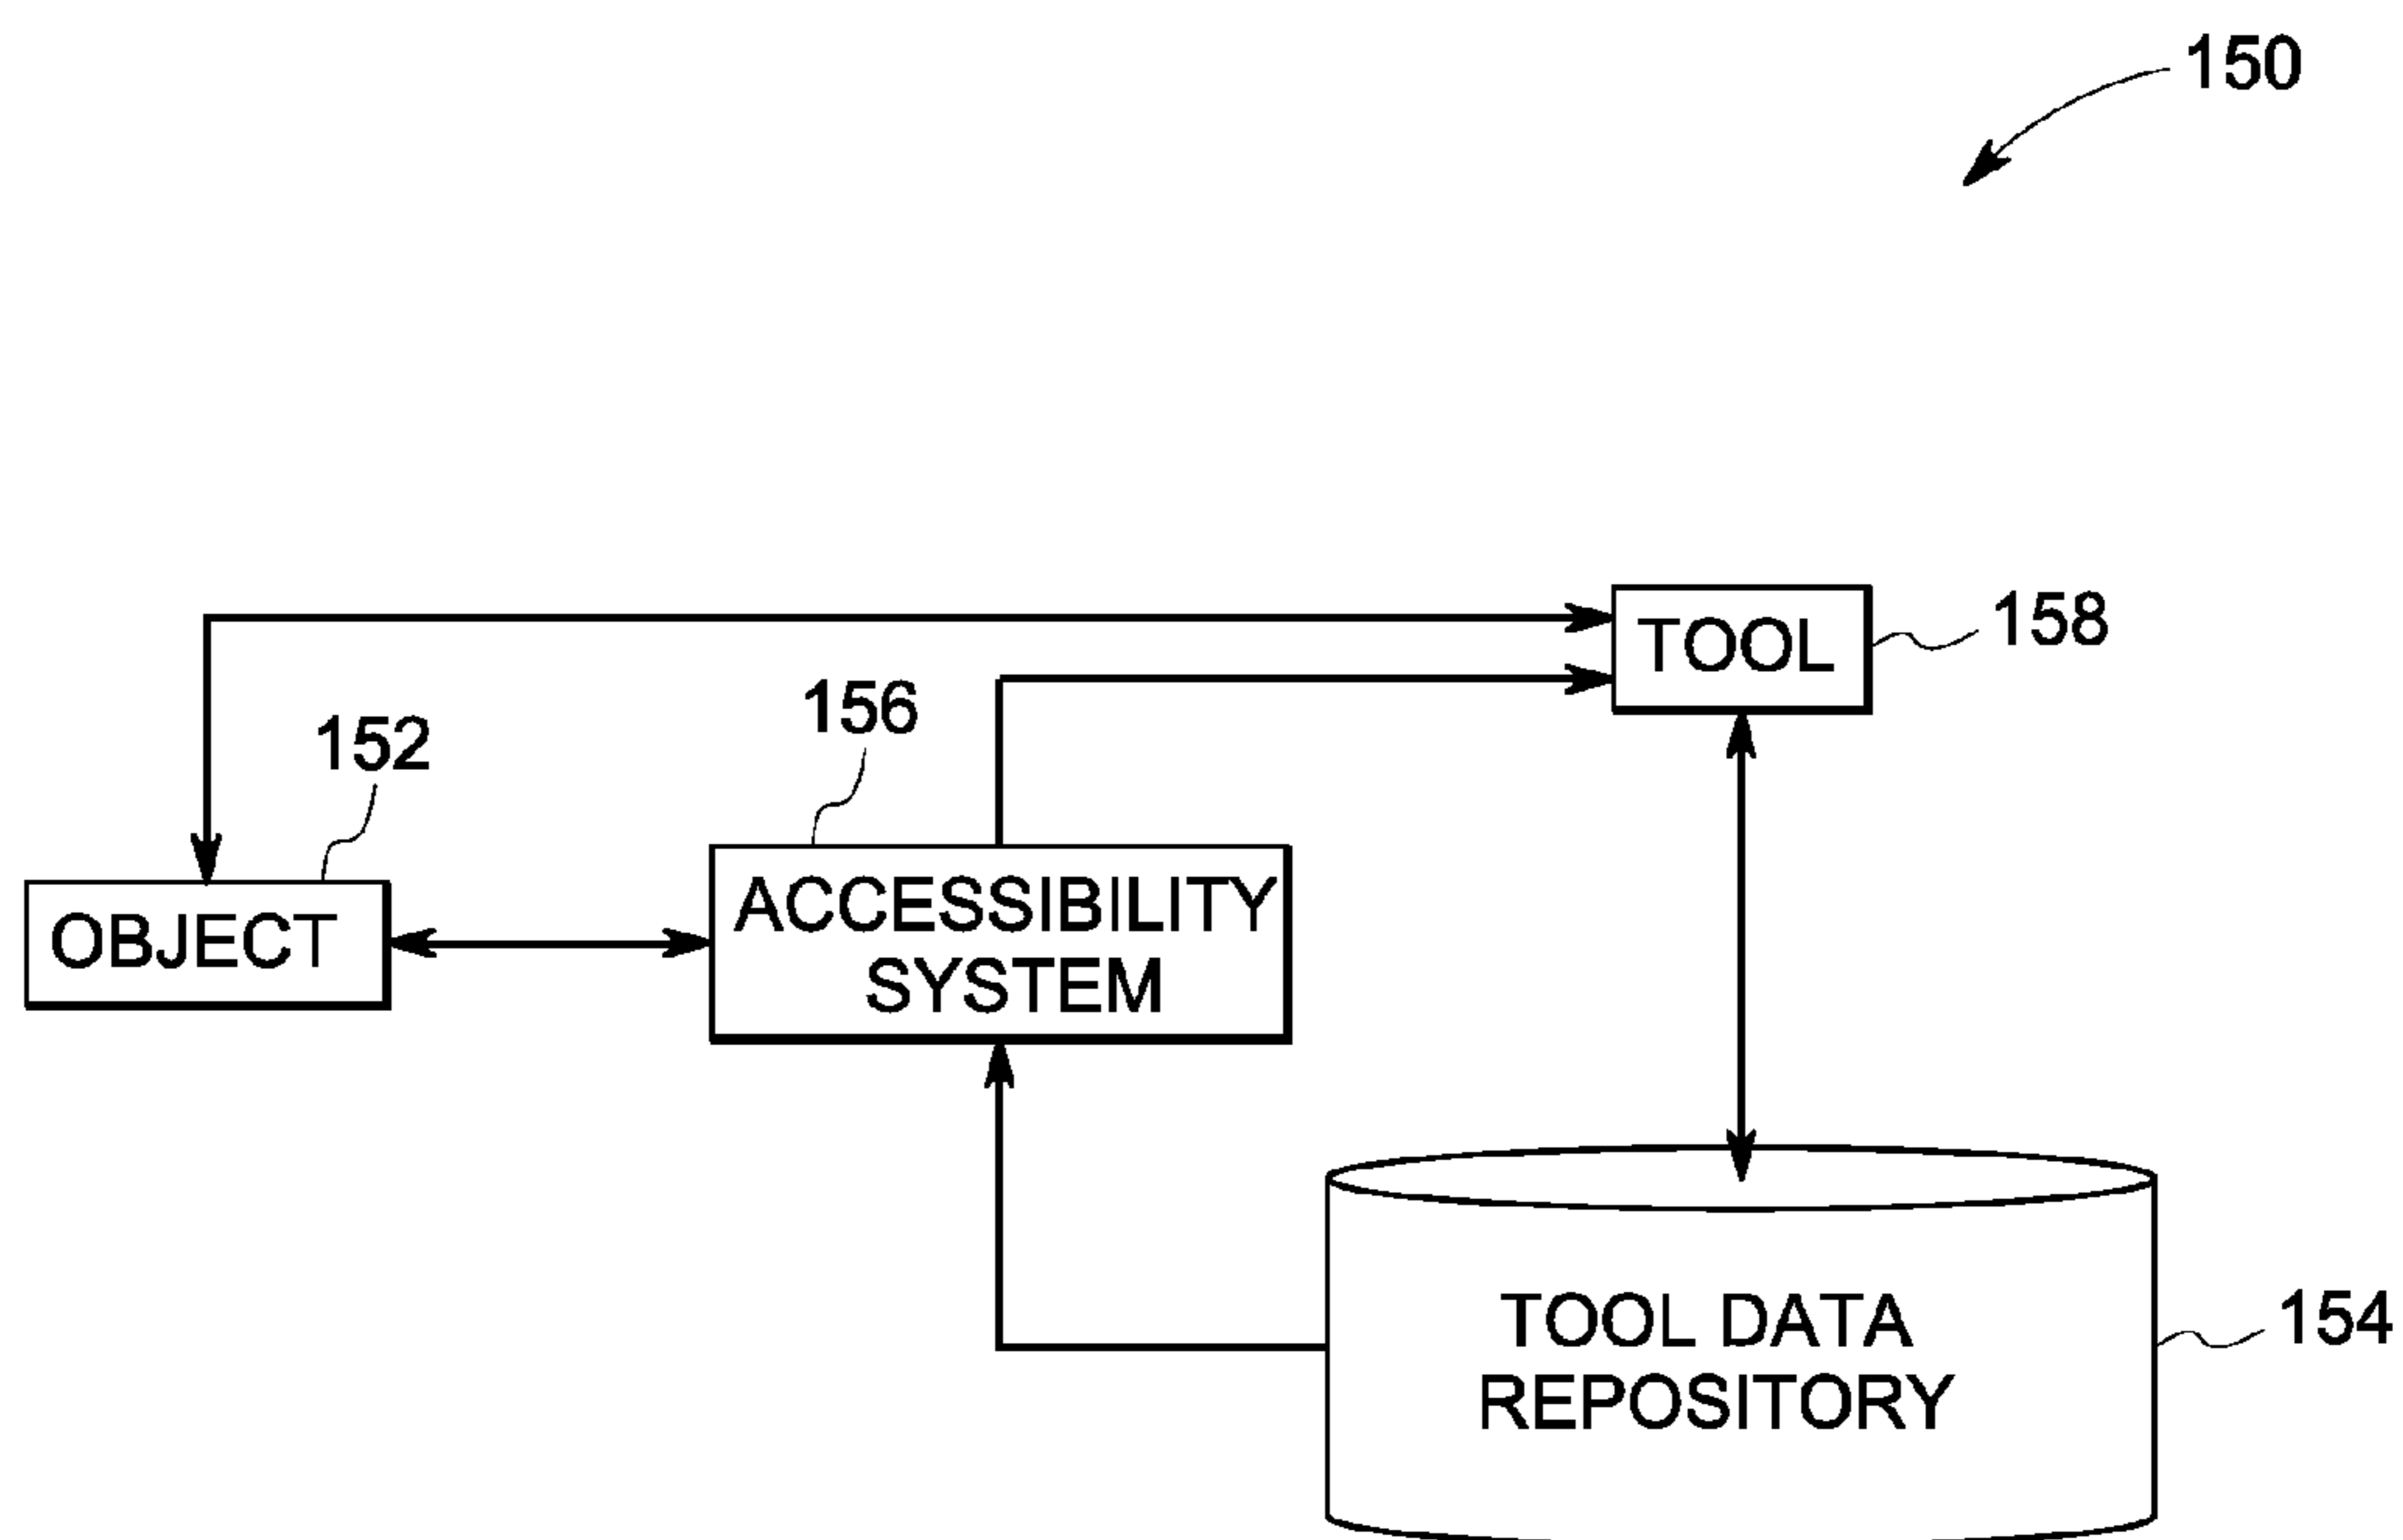 150
TOOL
158
156
152
OBJECT
ACCESSIBILITY
SYSTEM
TOOL DATA
REPOSITORY
154